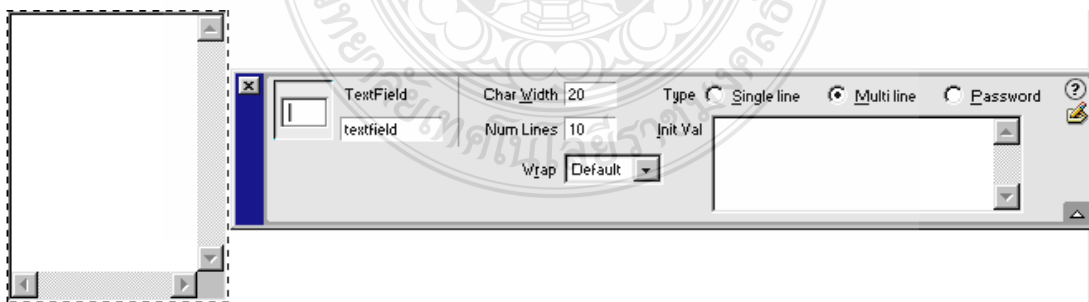 TextField Char Width 20 Type Single line Multi line Password
textfield Num Lines 10 Init Val
Wrap Default